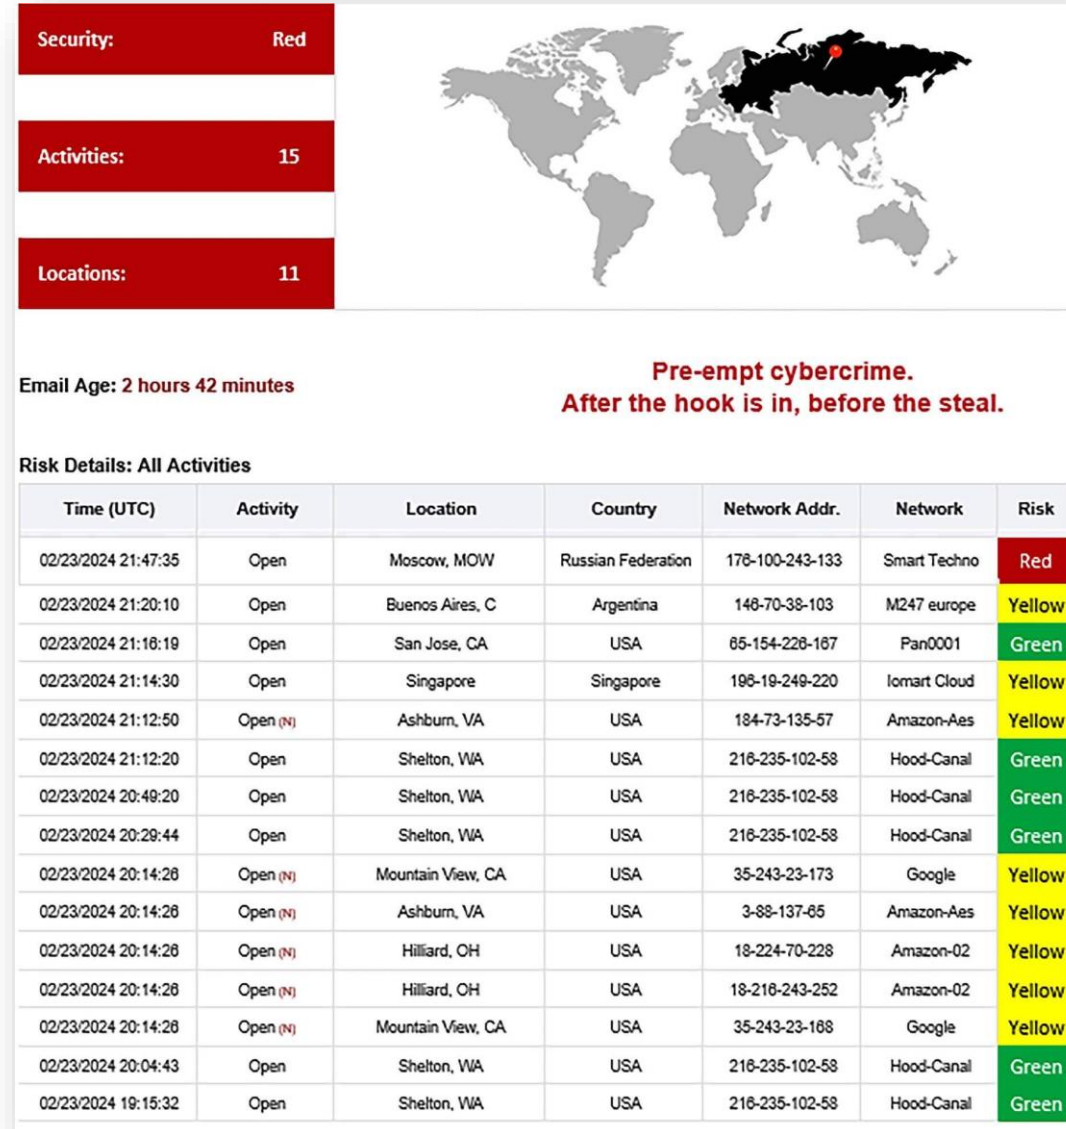 Security: Red
Activities: 15
Locations: 11
Email Age: 2 hours 42 minutes
Pre-empt cybercrime.
After the hook is in, before the steal.
Risk Details: All Activities
Time (UTC) Activity Location Country Network Addr. Network Risk
02/23/2024 21:47:35 Open Moscow, MOW Russian Federation 176-100-243-133 Smart Techno Red
02/23/2024 21:20:10 Open Buenos Aires, C Argentina 146-70-38-103 M247 europe Yellow
02/23/2024 21:16:19 Open San Jose, CA USA 65-154-226-167 Pan0001 Green
02/23/2024 21:14:30 Open Singapore Singapore 196-19-249-220 Iomart Cloud Yellow
02/23/2024 21:12:50 Open (N) Ashburn, VA USA 184-73-135-57 Amazon-Aes Yellow
02/23/2024 21:12:20 Open Shelton, WA USA 216-235-102-58 Hood-Canal Green
02/23/2024 20:49:20 Open Shelton, WA USA 216-235-102-58 Hood-Canal Green
02/23/2024 20:29:44 Open Shelton, WA USA 216-235-102-58 Hood-Canal Green
02/23/2024 20:14:26 Open (N) Mountain View, CA USA 35-243-23-173 Google Yellow
02/23/2024 20:14:26 Open (N) Ashburn, VA USA 3-88-137-65 Amazon-Aes Yellow
02/23/2024 20:14:26 Open (N) Hilliard, OH USA 18-224-70-228 Amazon-02 Yellow
02/23/2024 20:14:26 Open (N) Hilliard, OH USA 18-216-243-252 Amazon-02 Yellow
02/23/2024 20:14:26 Open (N) Mountain View, CA USA 35-243-23-168 Google Yellow
02/23/2024 20:04:43 Open Shelton, WA USA 216-235-102-58 Hood-Canal Green
02/23/2024 19:15:32 Open Shelton, WA USA 216-235-102-58 Hood-Canal Green